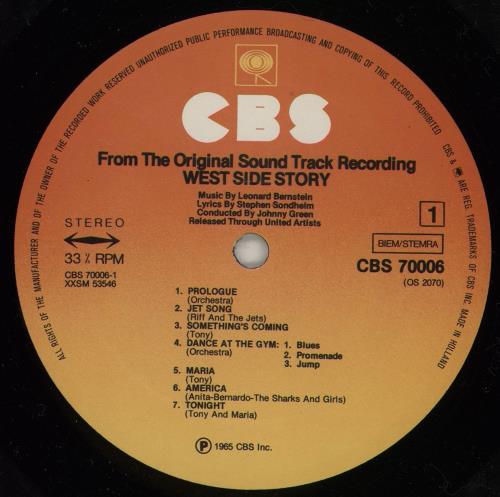 ALL RIGHTS OF THE MANUFACTURER AND OF THE OWNER OF THE RECORDED WORK RESERVED UNAUTHORIZED PUBLIC PERFORMANCE BROADCASTING AND COPYING OF THIS RECORD PROHIBITED
CBS & ARE REG. TRADEMARKS OF CBS INC. MADE IN HOLLAND
CBS
From The Original Sound Track Recording
WEST SIDE STORY
Music By Leonard Bernstein
Lyrics By Stephen Sondheim
Conducted By Johnny Green
Released Through United Artists
STEREO
33 ⅓ RPM
CBS 70006-1
XXSM 53546
1
BIEM/STEMRA
CBS 70006
(OS 2070)
1. PROLOGUE
(Orchestra)
2. JET SONG
(Riff And The Jets)
3. SOMETHING'S COMING
(Tony)
4. DANCE AT THE GYM: 1. Blues
(Orchestra) 2. Promenade
3. Jump
5. MARIA
(Tony)
6. AMERICA
(Anita-Bernardo-The Sharks And Girls)
7. TONIGHT
(Tony And Maria)
Ⓟ 1965 CBS Inc.